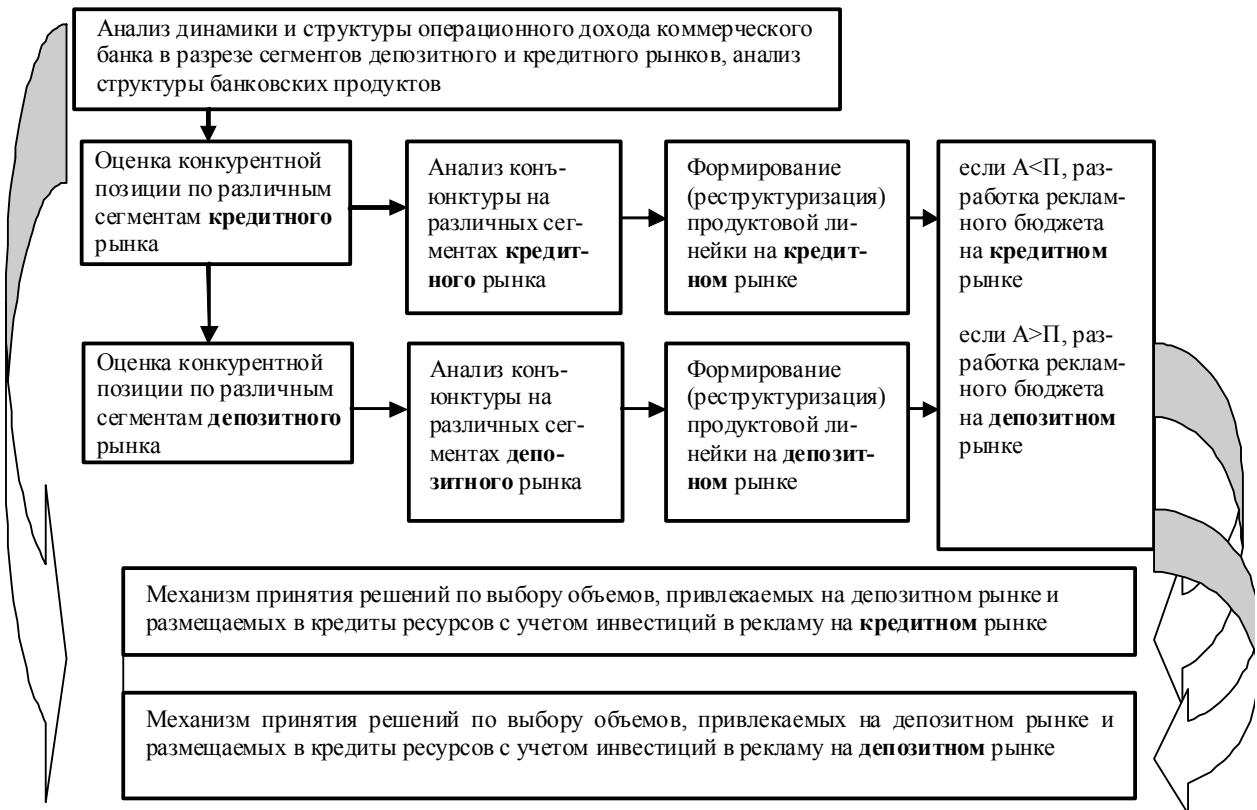 Анализ динамики и структуры операционного дохода коммерческого
банка в разрезе сегментов депозитного и кредитного рынков, анализ
структуры банковских продуктов
Оценка конкурентной
позиции по различным
сегментам кредитного
рынка
Анализ конъ-
юнктуры на
различных сег-
ментах кредит-
ного рынка
Формирование
(реструктуризация)
продуктовой ли-
нейки на кредит-
ном рынке
если А<П, раз-
работка реклам-
ного бюджета
на кредитном
рынке
если А>П, раз-
работка реклам-
ного бюджета
на депозитном
рынке
Оценка конкурентной
позиции по различным
сегментам депозитного
рынка
Анализ конъ-
юнктуры на
различных сег-
ментах депо-
зитного рынка
Формирование
(реструктуризация)
продуктовой ли-
нейки на депозит-
ном рынке
Механизм принятия решений по выбору объемов, привлекаемых на депозитном рынке и
размещаемых в кредиты ресурсов с учетом инвестиций в рекламу на кредитном рынке
Механизм принятия решений по выбору объемов, привлекаемых на депозитном рынке и
размещаемых в кредиты ресурсов с учетом инвестиций в рекламу на депозитном рынке